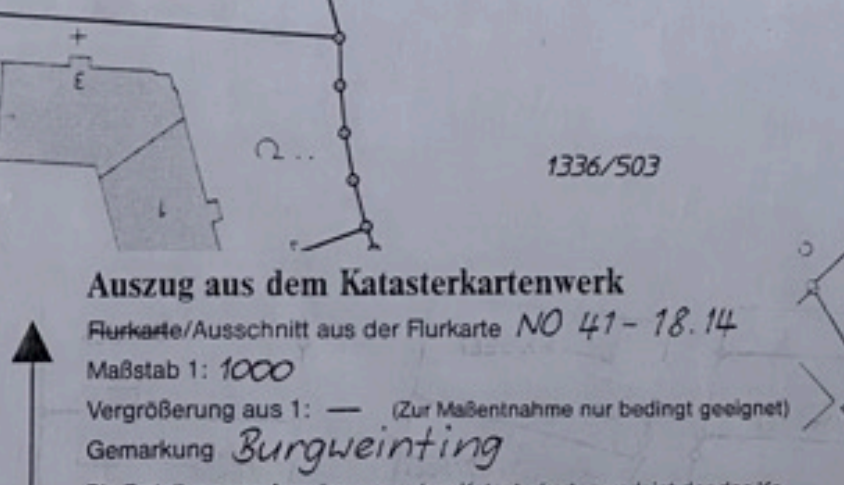 3
1336/503
Auszug aus dem Katasterkartenwerk
Flurkarte/Ausschnitt aus der Flurkarte NO 41-18.14
Maßstab 1: 1000
Vergrößerung aus 1: — (Zur Maßentnahme nur bedingt geeignet)
Gemarkung Burgweinting